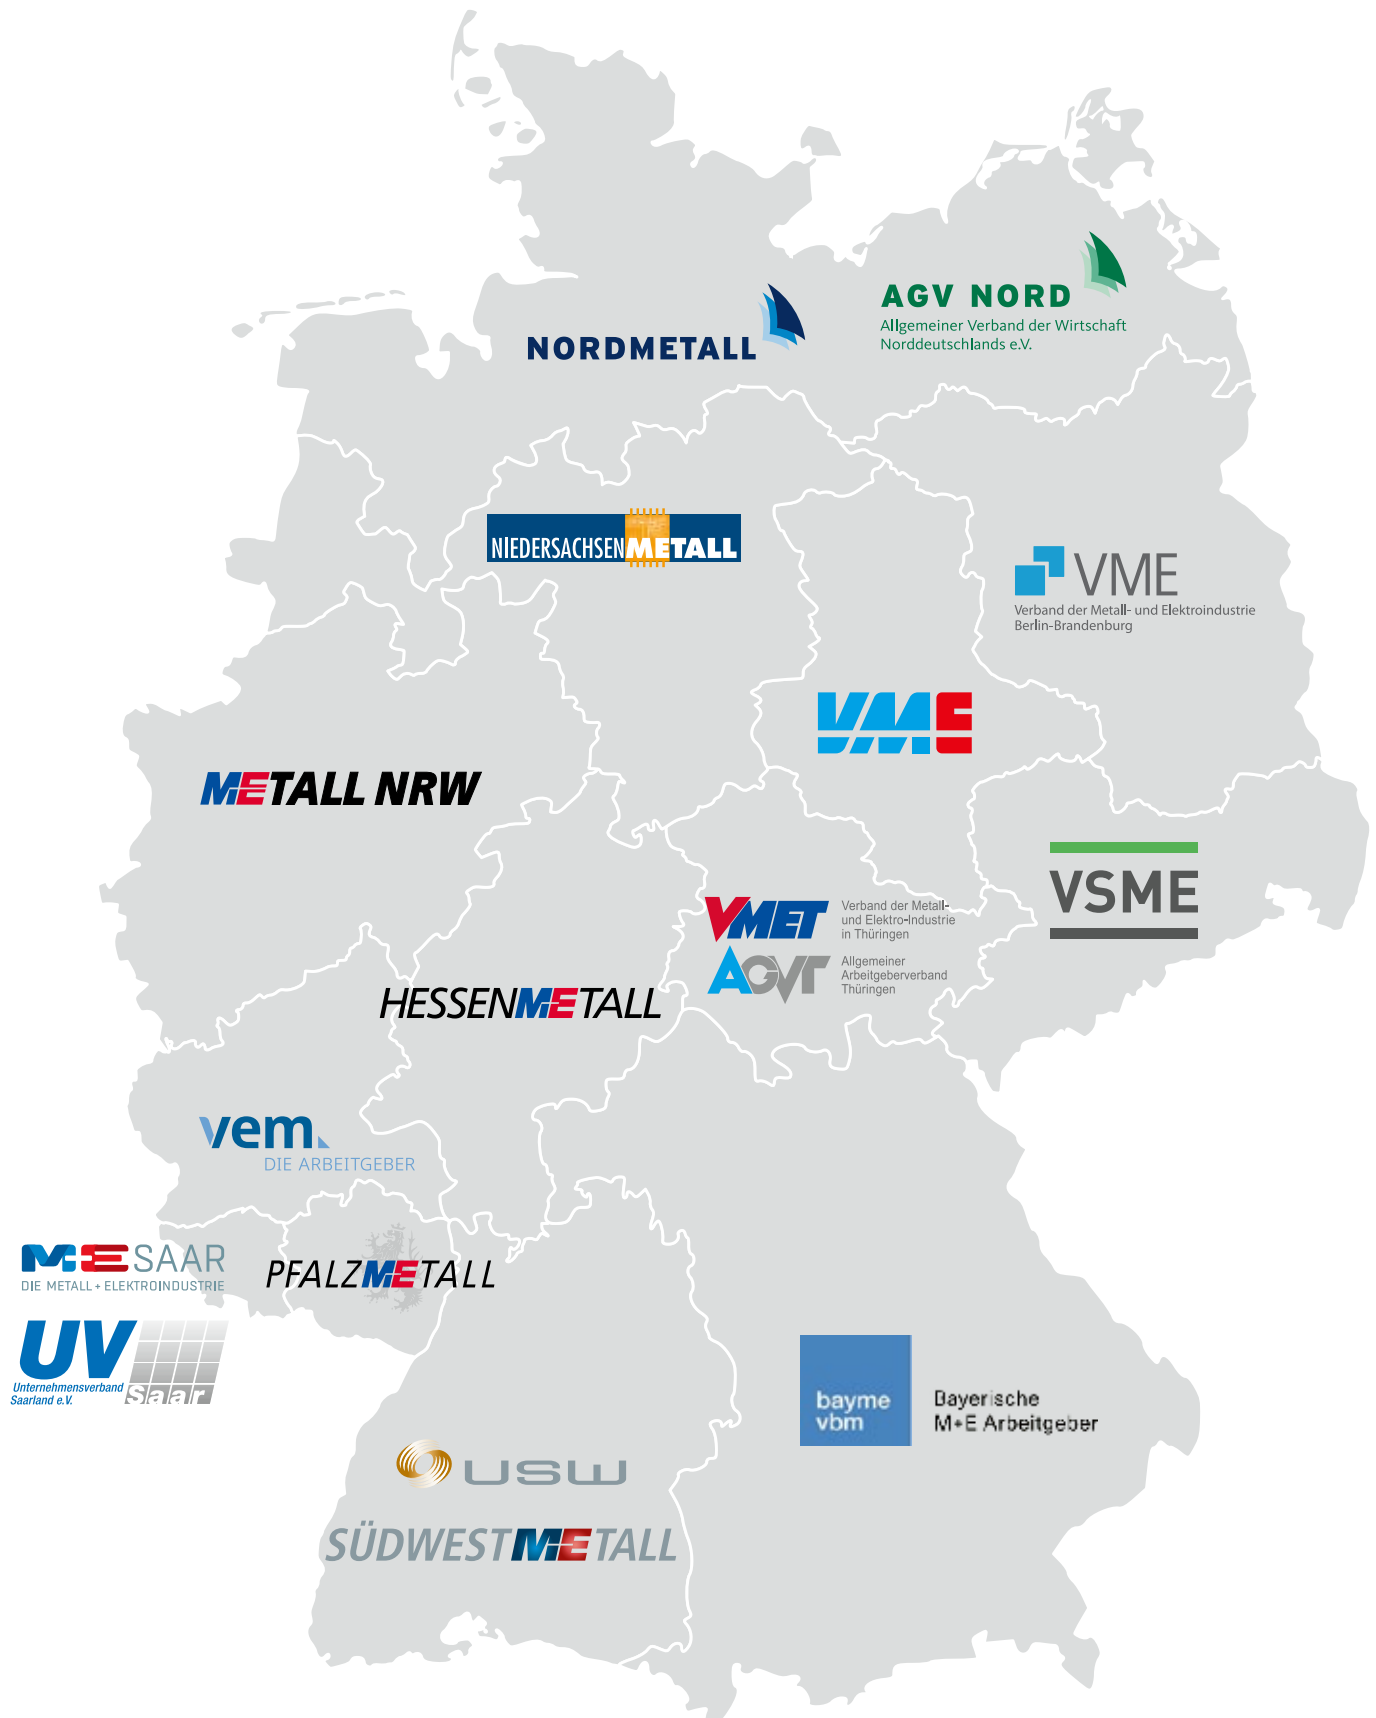 AGV NORD
Allgemeiner Verband der Wirtschaft
Norddeutschlands e.V.
NORDMETALL
NIEDERSACHSENMETALL
VME
Verband der Metall- und Elektroindustrie
Berlin-Brandenburg
VME
METALL NRW
VSME
VMET
Verband der Metall-
und Elektro-Industrie
in Thüringen
AGVT
Allgemeiner
Arbeitgeberverband
Thüringen
HESSENMETALL
vem.
DIE ARBEITGEBER
ME SAAR
DIE METALL + ELEKTROINDUSTRIE
PFALZMETALL
UV
Unternehmensverband
Saarland e.V.
Saar
bayme
vbm
Bayerische
M+E Arbeitgeber
USW
SÜDWESTMETALL